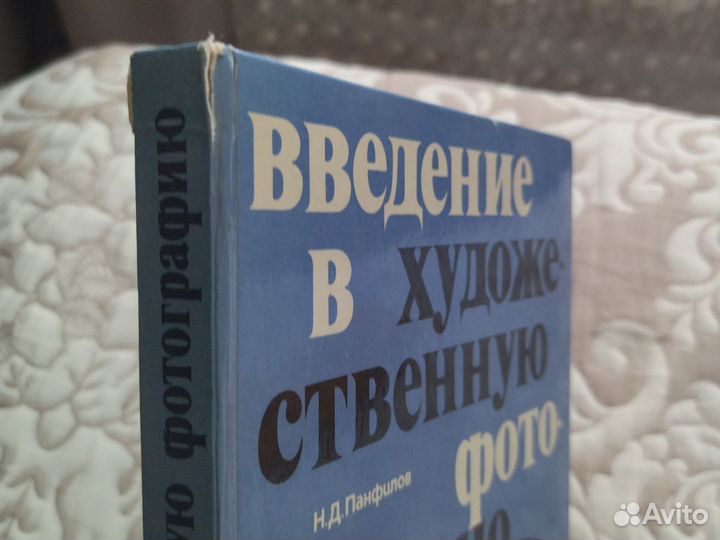 введение
в художе-
ственную
фото-
Н.Д.Панфилов
ую фотографию
Avito